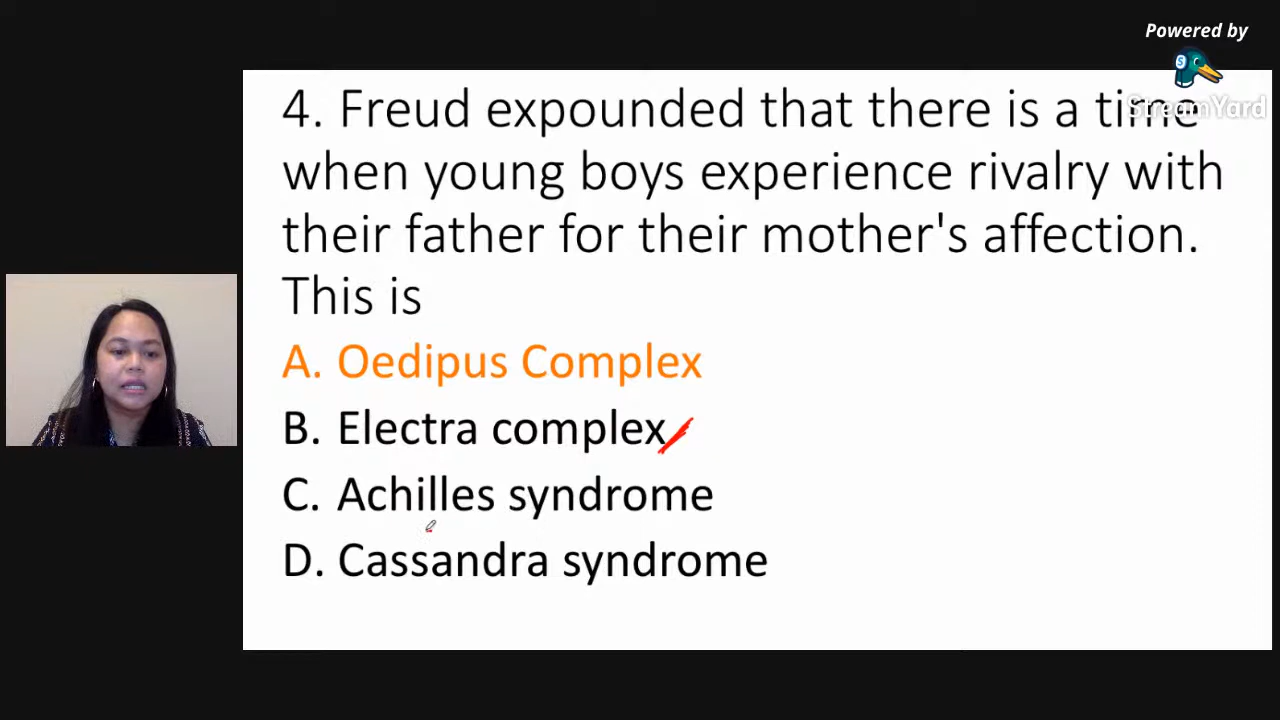 Powered by
StreamYard
4. Freud expounded that there is a time
when young boys experience rivalry with
their father for their mother's affection.
This is
A. Oedipus Complex
B. Electra complex
C. Achilles syndrome
D. Cassandra syndrome